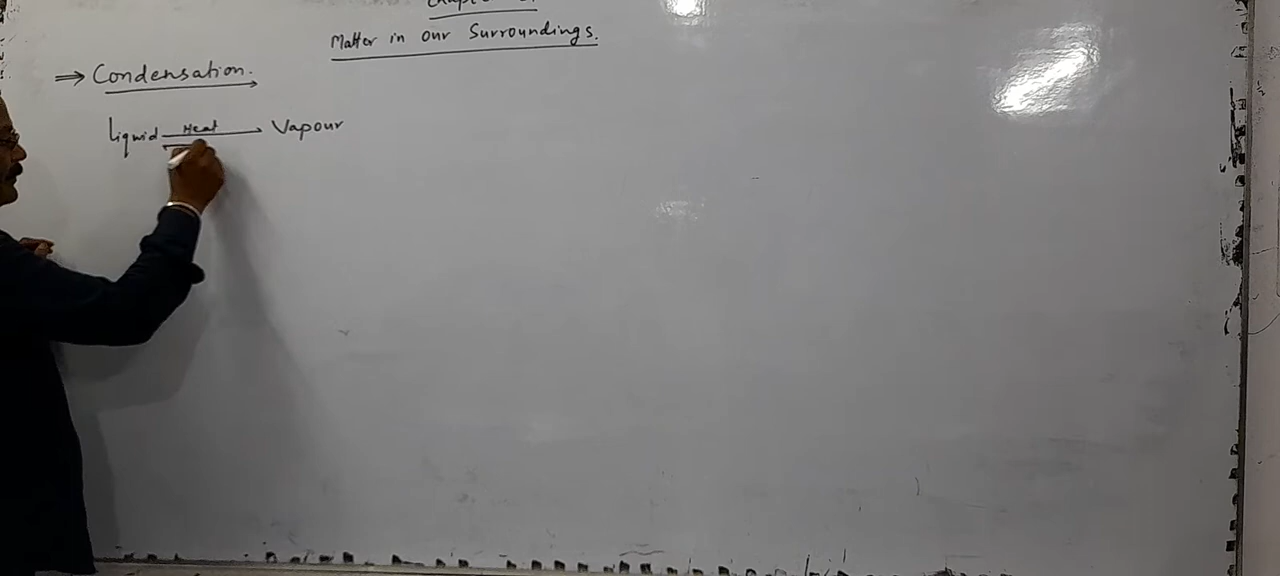 Matter in our Surroundings.
⇒ Condensation.
Liquid Heat Vapour